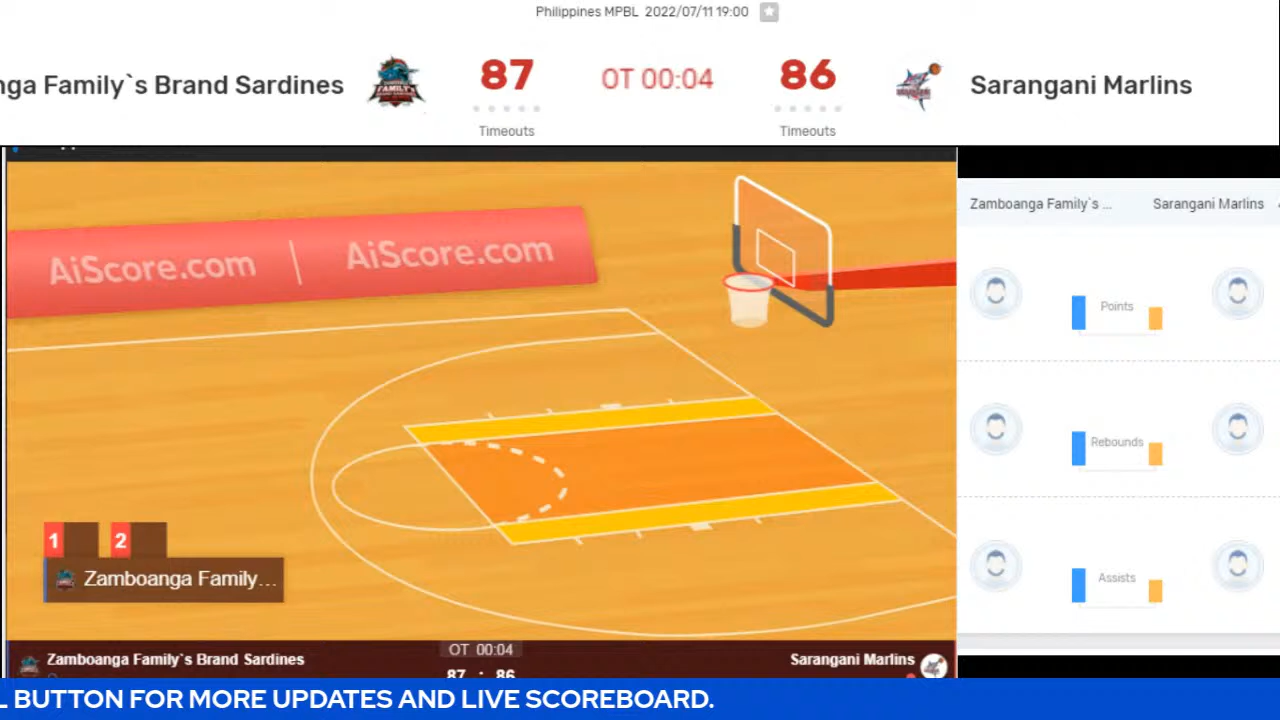 Philippines MPBL 2022/07/11 19:00
nga Family`s Brand Sardines 87 OT 00:04 86 Sarangani Marlins
Timeouts Timeouts
Zamboanga Family`s ... Sarangani Marlins
AiScore.com | AiScore.com
Points
Rebounds
Assists
1 2
Zamboanga Family...
OT 00:04
Zamboanga Family`s Brand Sardines Sarangani Marlins
87 : 86
L BUTTON FOR MORE UPDATES AND LIVE SCOREBOARD.